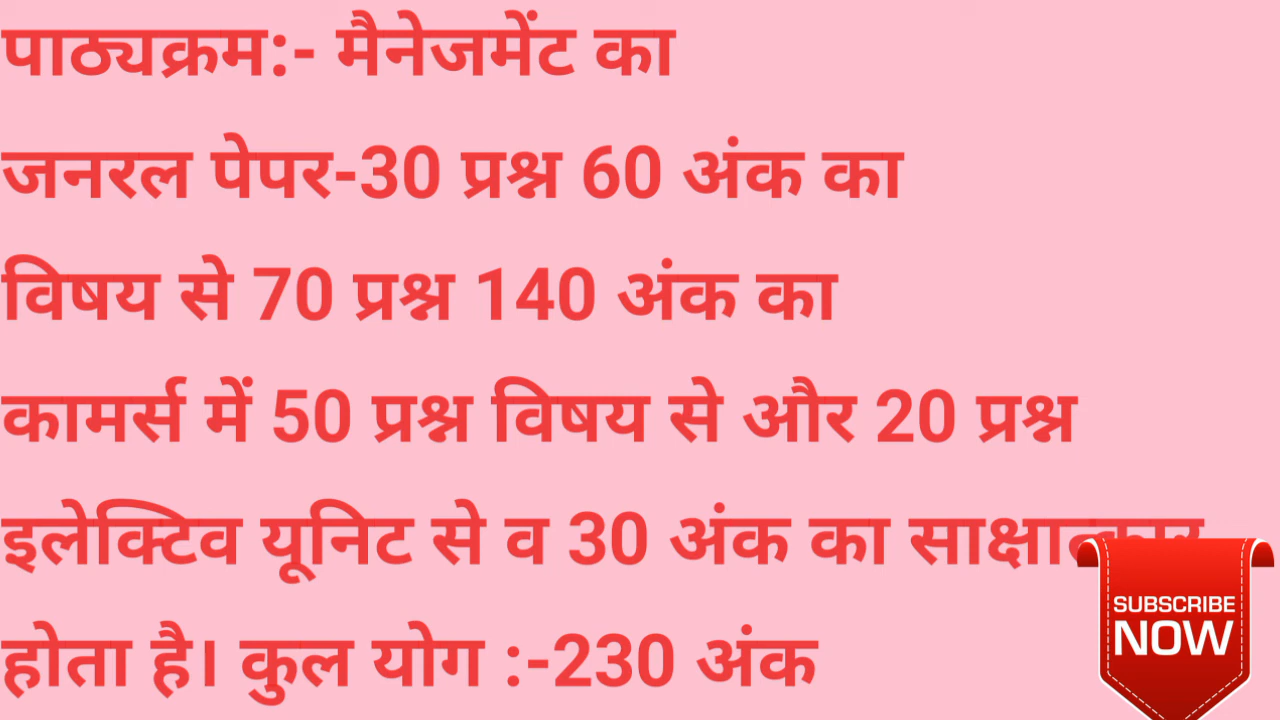 पाठ्यक्रम:- मैनेजमेंट का
जनरल पेपर-30 प्रश्न 60 अंक का
विषय से 70 प्रश्न 140 अंक का
कामर्स में 50 प्रश्न विषय से और 20 प्रश्न
इलेक्टिव यूनिट से व 30 अंक का साक्षात्कार
होता है। कुल योग :-230 अंक
SUBSCRIBE
NOW